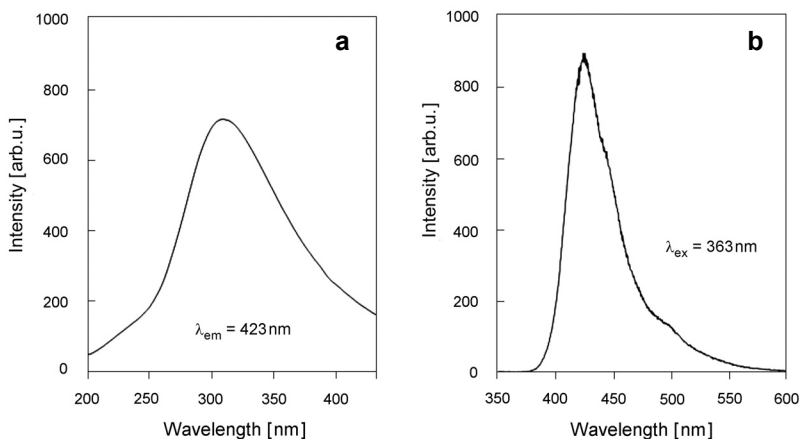 a
1000
800
600
400
200
0
Intensity [arb.u.]
λem = 423 nm
200 250 300 350 400
Wavelength [nm]
b
1000
800
600
400
200
0
Intensity [arb.u.]
λex = 363 nm
350 400 450 500 550 600
Wavelength [nm]